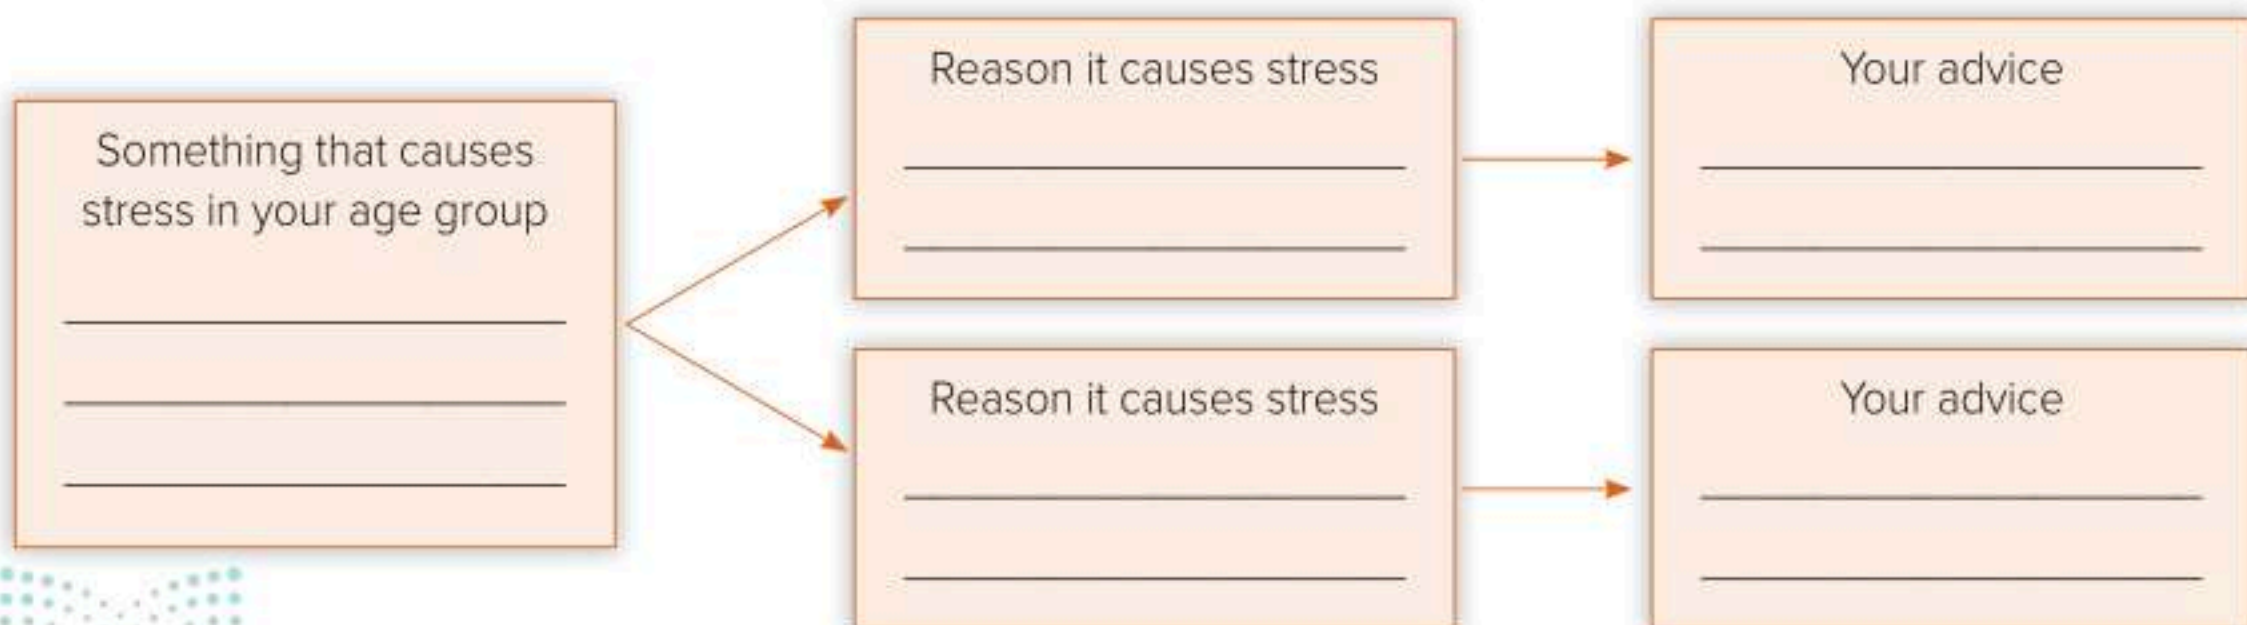 Something that causes
stress in your age group
Reason it causes stress
Your advice
Reason it causes stress
Your advice